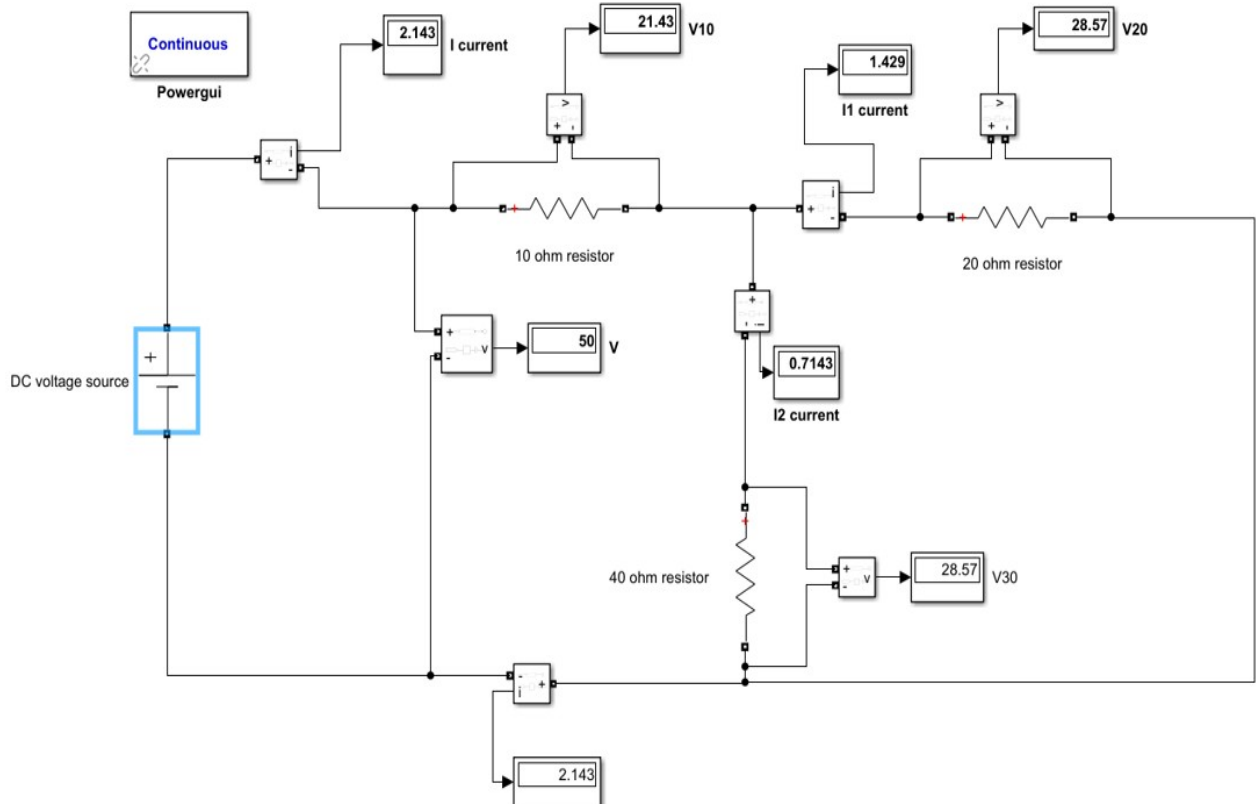 Continuous
Powergui
2.143
I current
21.43
V10
1.429
I1 current
28.57
V20
i
+
-
>
+ -
i
+
-
>
+ -
10 ohm resistor
20 ohm resistor
+
-
i
+
-
v
50
V
0.7143
I2 current
+
DC voltage source
40 ohm resistor
+
-
v
28.57
V30
-
i
+
2.143